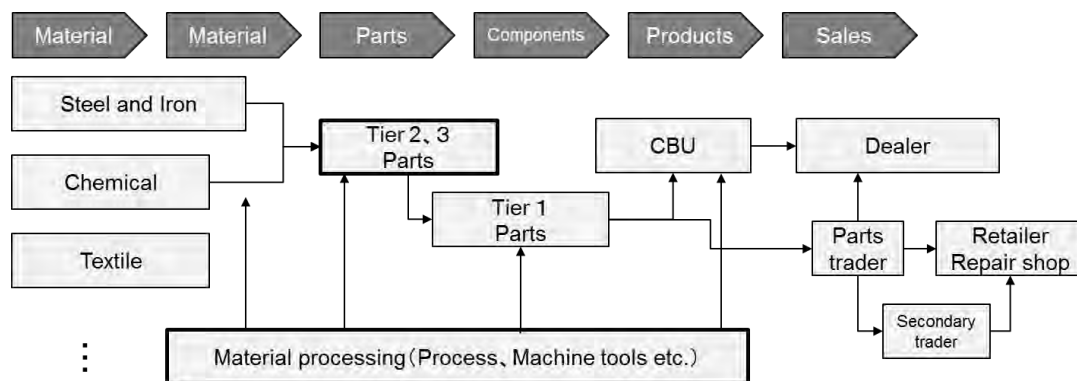 Material
Material
Parts
Components
Products
Sales
Steel and Iron
Chemical
Textile
Tier 2、3
Parts
Tier 1
Parts
CBU
Dealer
Parts
trader
Retailer
Repair shop
Secondary
trader
Material processing(Process、Machine tools etc.)